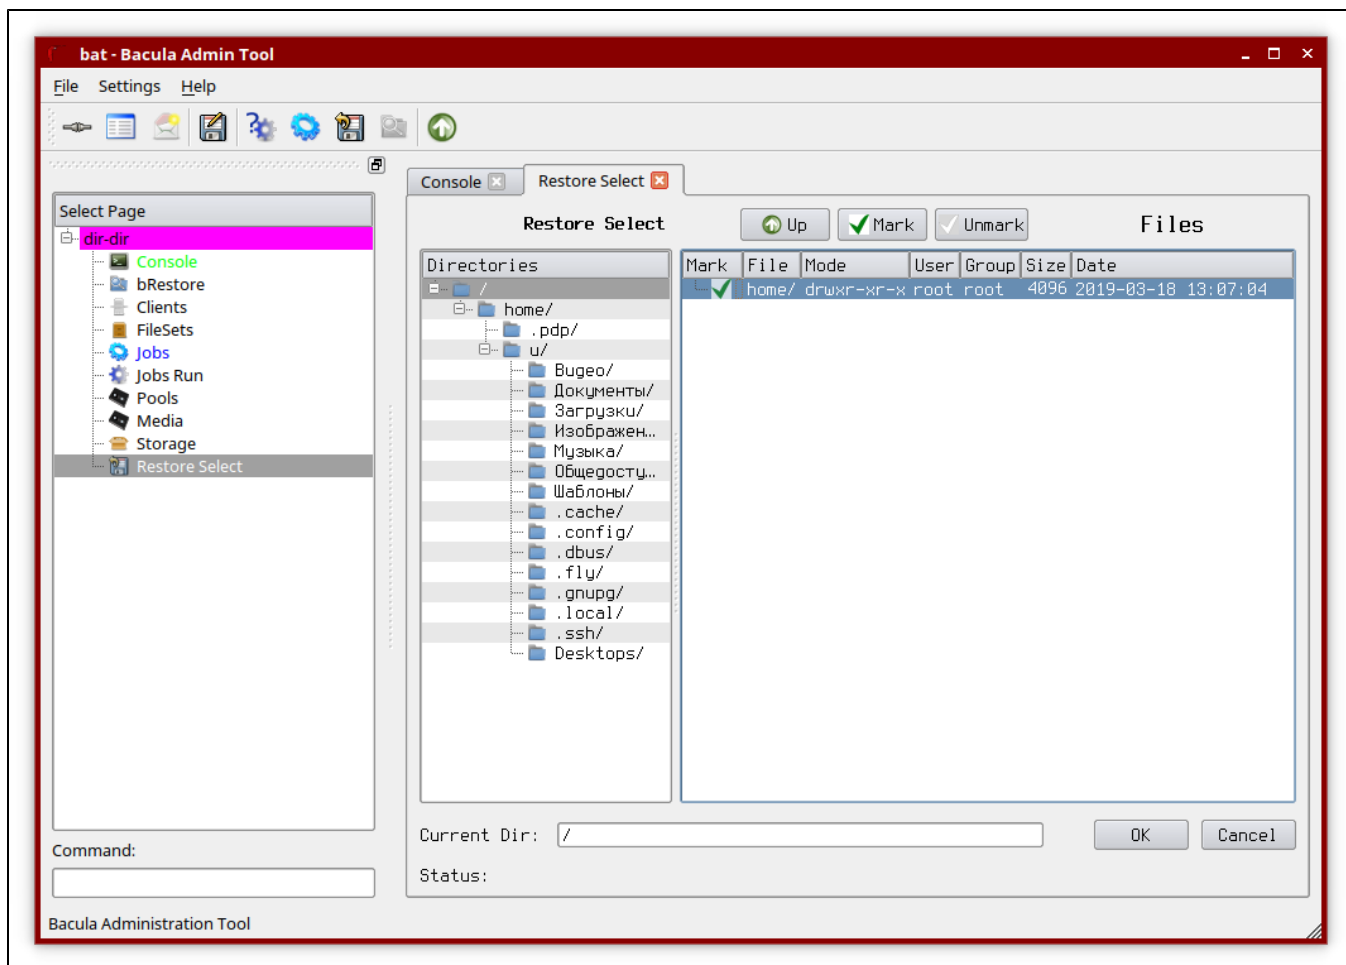 bat - Bacula Admin Tool
File Settings Help
Console Restore Select
Select Page
dir-dir
Console
bRestore
Clients
FileSets
Jobs
Jobs Run
Pools
Media
Storage
Restore Select
Restore Select Up Mark Unmark Files
Directories
/
home/
.pdp/
u/
Видео/
Документы/
Загрузки/
Изображен...
Музыка/
Общедосту...
Шаблоны/
.cache/
.config/
.dbus/
.fly/
.gnupg/
.local/
.ssh/
Desktops/
Mark File Mode User Group Size Date
home/ drwxr-xr-x root root 4096 2019-03-18 13:07:04
Current Dir: / OK Cancel
Status:
Command:
Bacula Administration Tool